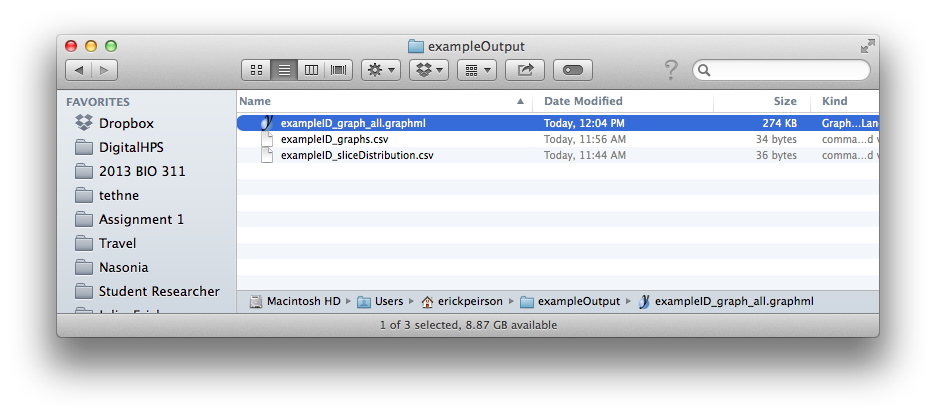 exampleOutput
FAVORITES
Dropbox
DigitalHPS
2013 BIO 311
tethne
Assignment 1
Travel
Nasonia
Student Researcher
Name Date Modified Size Kind
exampleID_graph_all.graphml Today, 12:04 PM 274 KB Graph...Lan
exampleID_graphs.csv Today, 11:56 AM 34 bytes comma...d v
exampleID_sliceDistribution.csv Today, 11:44 AM 36 bytes comma...d v
Macintosh HD Users erickpeirson exampleOutput exampleID_graph_all.graphml
1 of 3 selected, 8.87 GB available